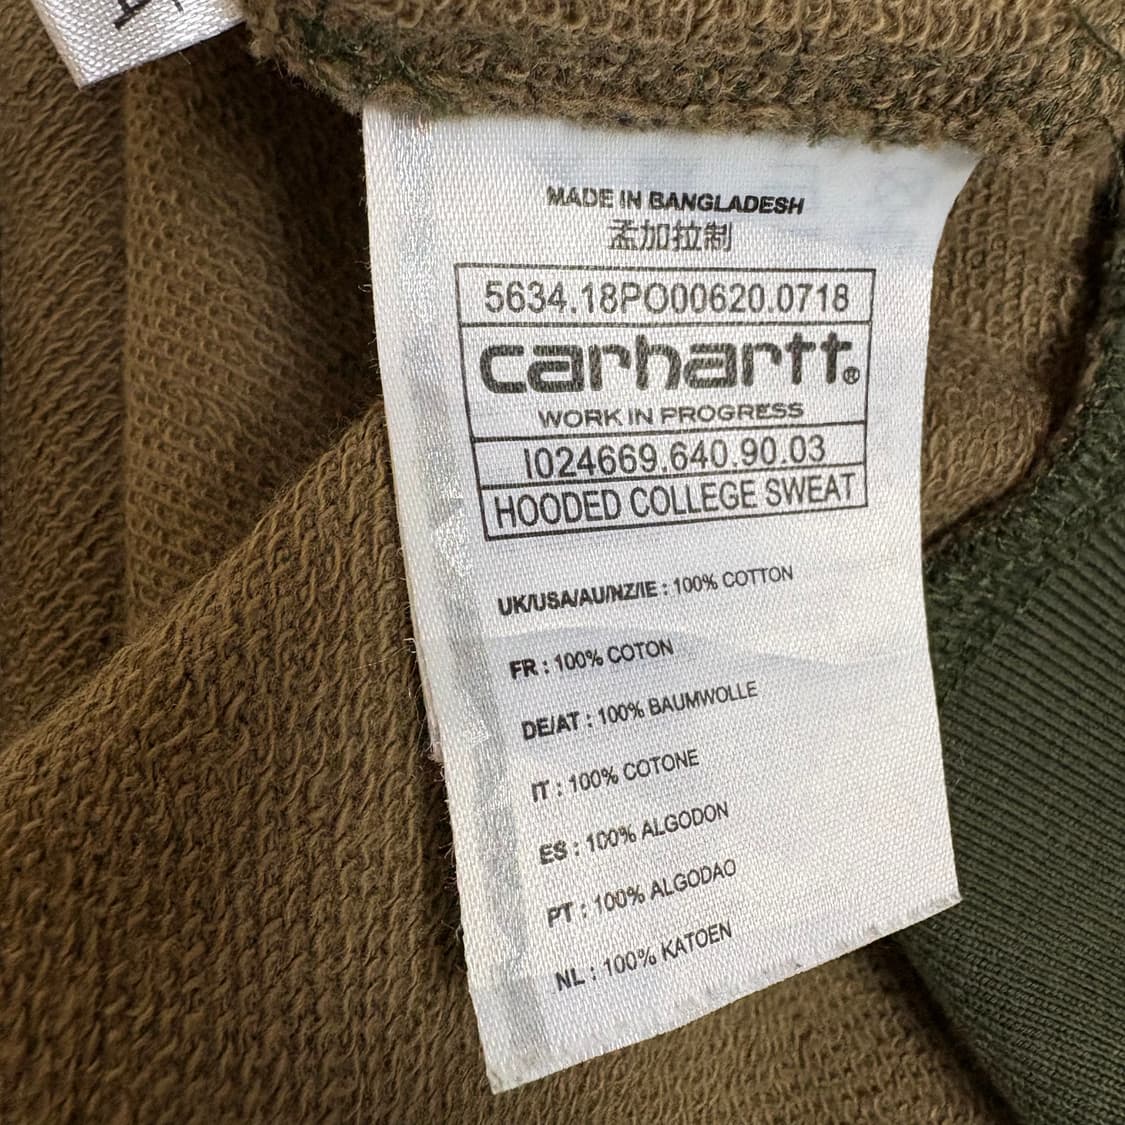 MADE IN BANGLADESH
孟加拉制
5634.18PO00620.0718
carhartt®
WORK IN PROGRESS
I024669.640.90.03
HOODED COLLEGE SWEAT
UK/USA/AU/NZ/IE : 100% COTTON
FR : 100% COTON
DE/AT : 100% BAUMWOLLE
IT : 100% COTONE
ES : 100% ALGODON
PT : 100% ALGODAO
NL : 100% KATOEN